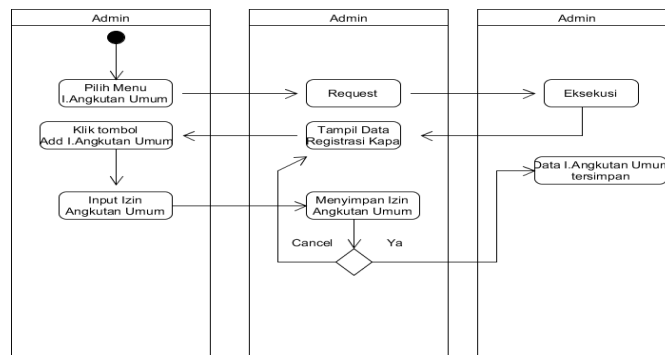 Admin
Admin
Admin
Pilih Menu
I.Angkutan Umum
Request
Eksekusi
Klik tombol
Add I.Angkutan Umum
Tampil Data
Registrasi Kapa
Data I.Angkutan Umum
tersimpan
Input Izin
Angkutan Umum
Menyimpan Izin
Angkutan Umum
Cancel
Ya